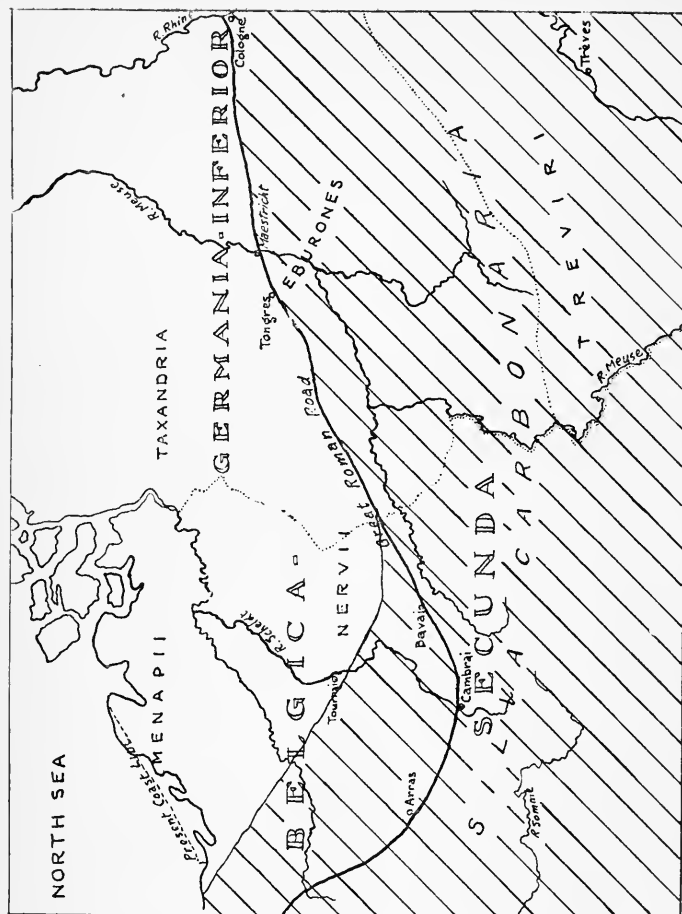 NORTH SEA
Present Coast Line
MENAPII
TAXANDRIA
R. Rhine
R. Meuse
Cologne
GERMANIA-INFERIOR
Maestricht
Tongres
EBURONES
Great Roman Road
BELGICA-
SECUNDA
R. Scheldt
NERVII
Tournai
Bavai
Cambrai
Arras
R. Somme
SILVA
CARBONARIA
TREVIRI
R. Meuse
Trèves